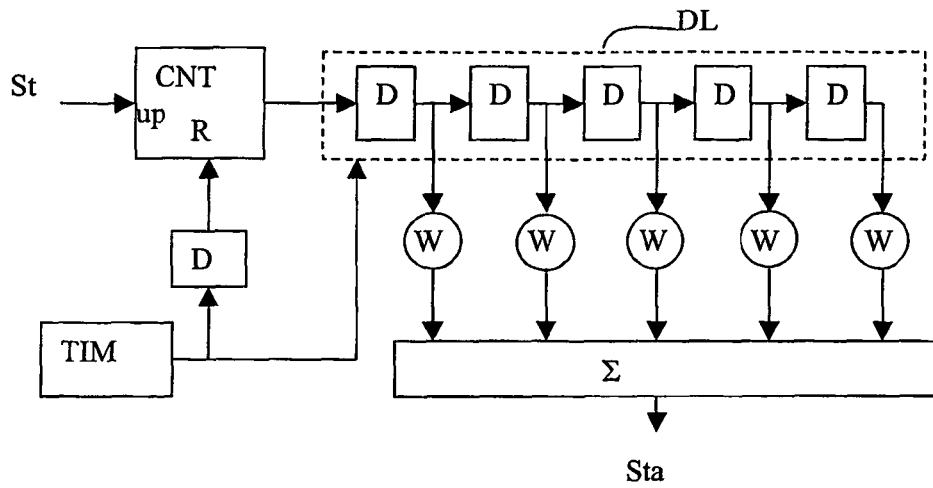 DL
St
CNT
up
R
D D D D D
W W W W W
D
TIM
Σ
Sta